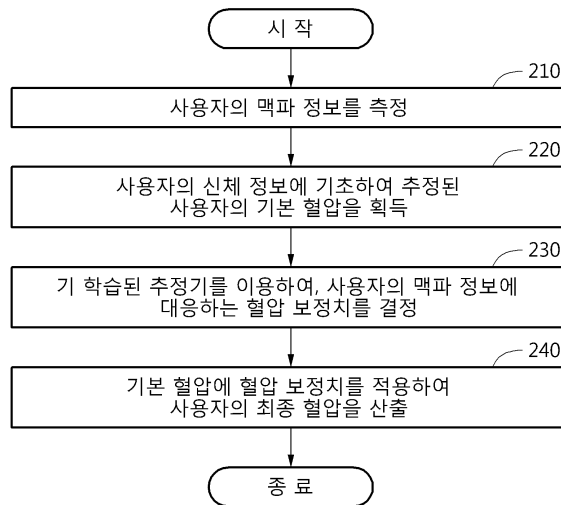 시 작
210
사용자의 맥파 정보를 측정
220
사용자의 신체 정보에 기초하여 추정된
사용자의 기본 혈압을 획득
230
기 학습된 추정기를 이용하여, 사용자의 맥파 정보에
대응하는 혈압 보정치를 결정
240
기본 혈압에 혈압 보정치를 적용하여
사용자의 최종 혈압을 산출
종 료